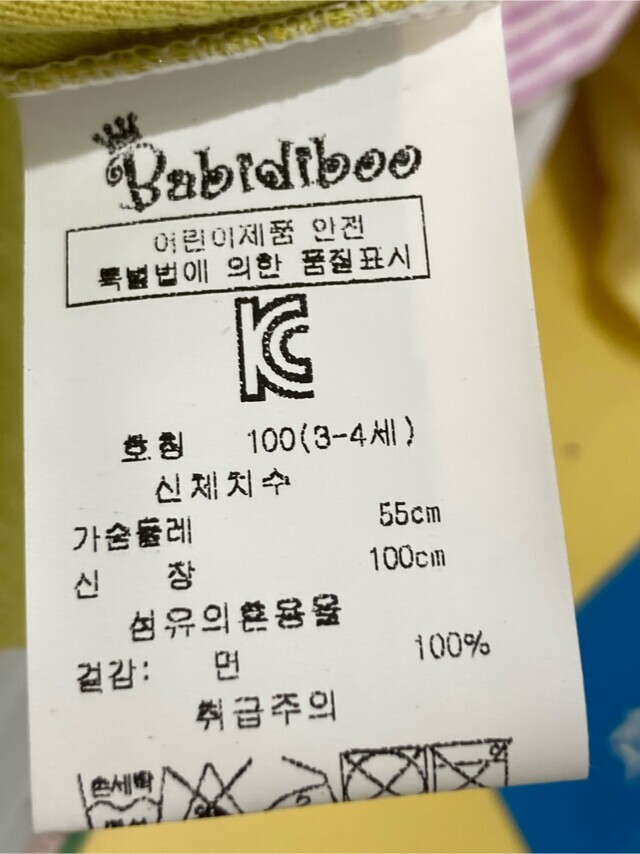 Babidiboo
어린이제품 안전
특별법에 의한 품질표시
KC
호칭 100(3-4세)
신체치수
가슴둘레 55cm
신 장 100cm
섬유의혼용율
겉감: 면 100%
취급주의
손세탁